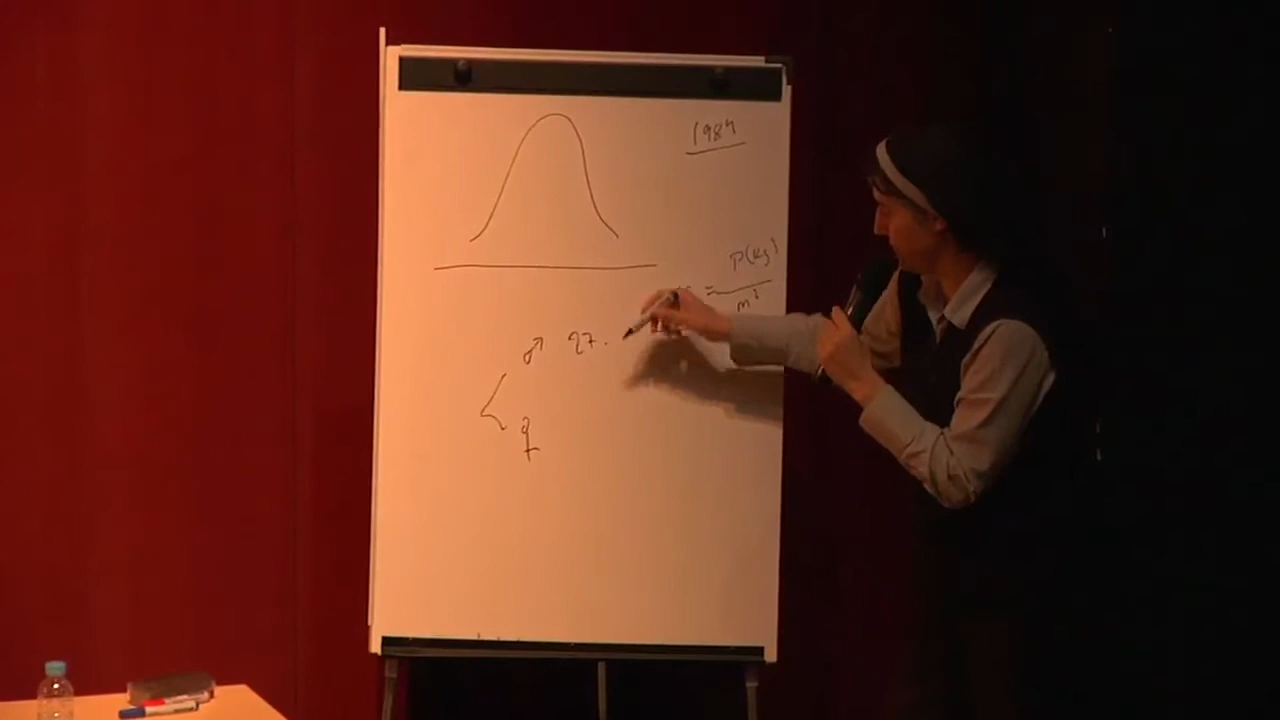 1984
= P(kg)
m²
♂ 27.
♀